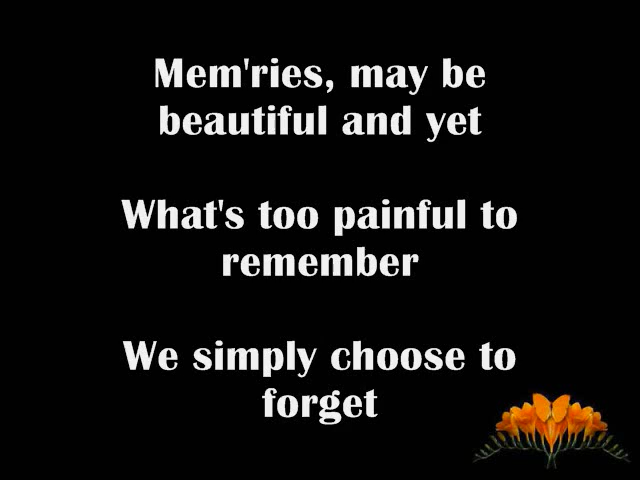 Mem'ries, may be
beautiful and yet
What's too painful to
remember
We simply choose to
forget